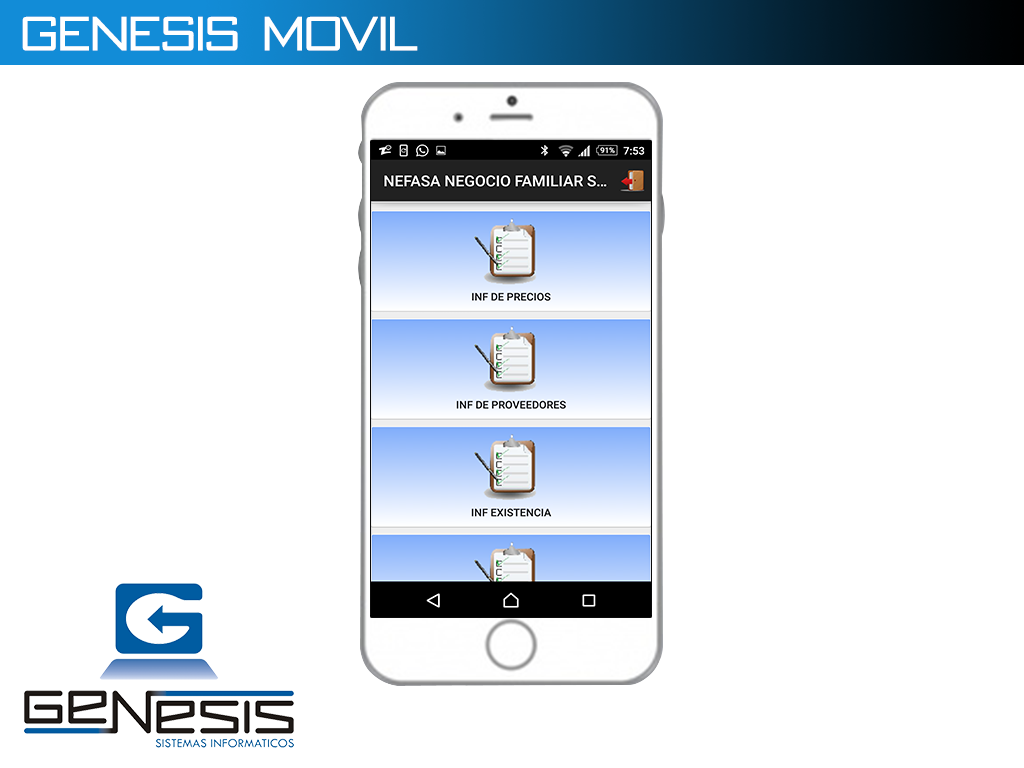 GENESIS MOVIL
91% 7:53
NEFASA NEGOCIO FAMILIAR S...
INF DE PRECIOS
INF DE PROVEEDORES
INF EXISTENCIA
G
GENESIS
SISTEMAS INFORMATICOS